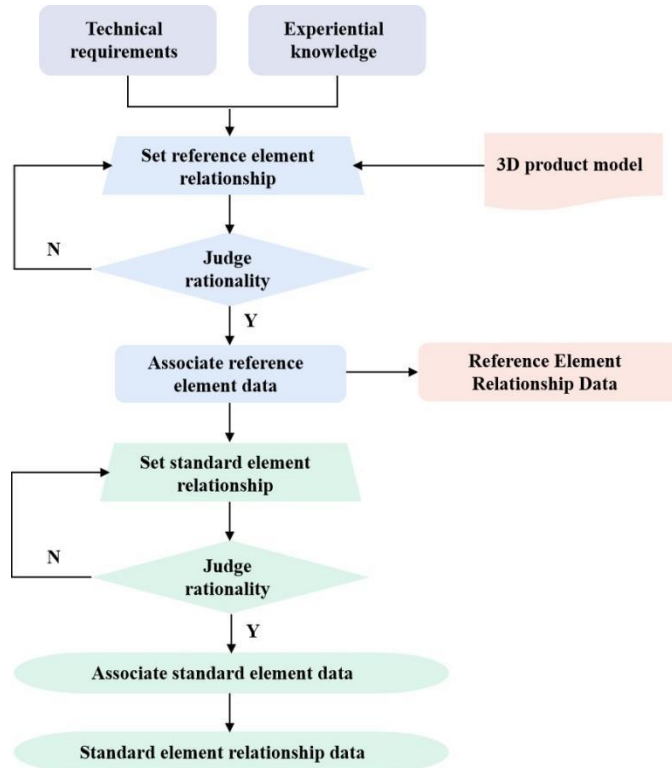 Technical
requirements
Experiential
knowledge
Set reference element
relationship
3D product model
N
Judge
rationality
Y
Associate reference
element data
Reference Element
Relationship Data
Set standard element
relationship
N
Judge
rationality
Y
Associate standard element data
Standard element relationship data